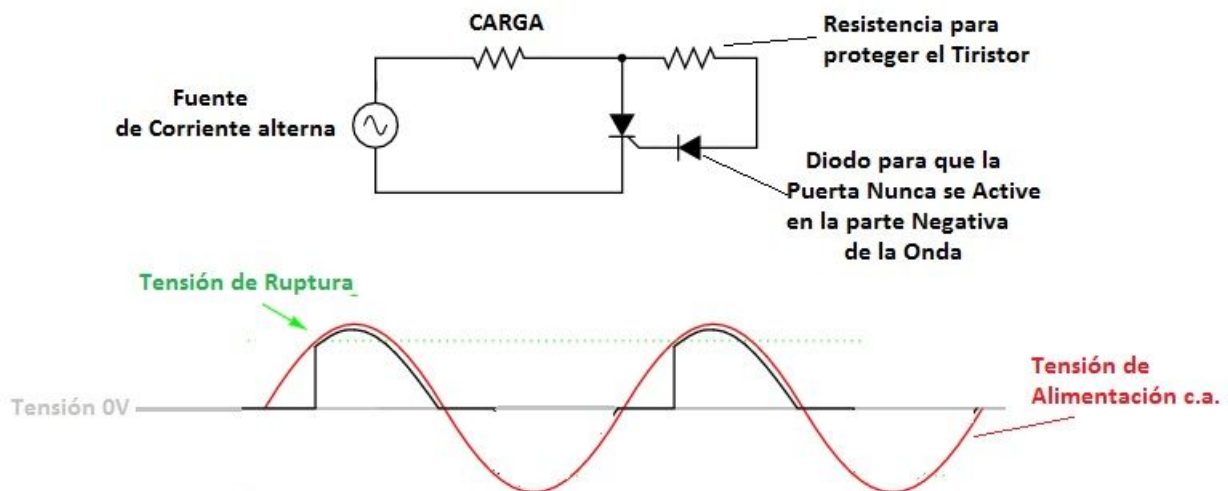 CARGA
Resistencia para
proteger el Tiristor
Fuente
de Corriente alterna
Diodo para que la
Puerta Nunca se Active
en la parte Negativa
de la Onda
Tensión de Ruptura
Tensión 0V
Tensión de
Alimentación c.a.